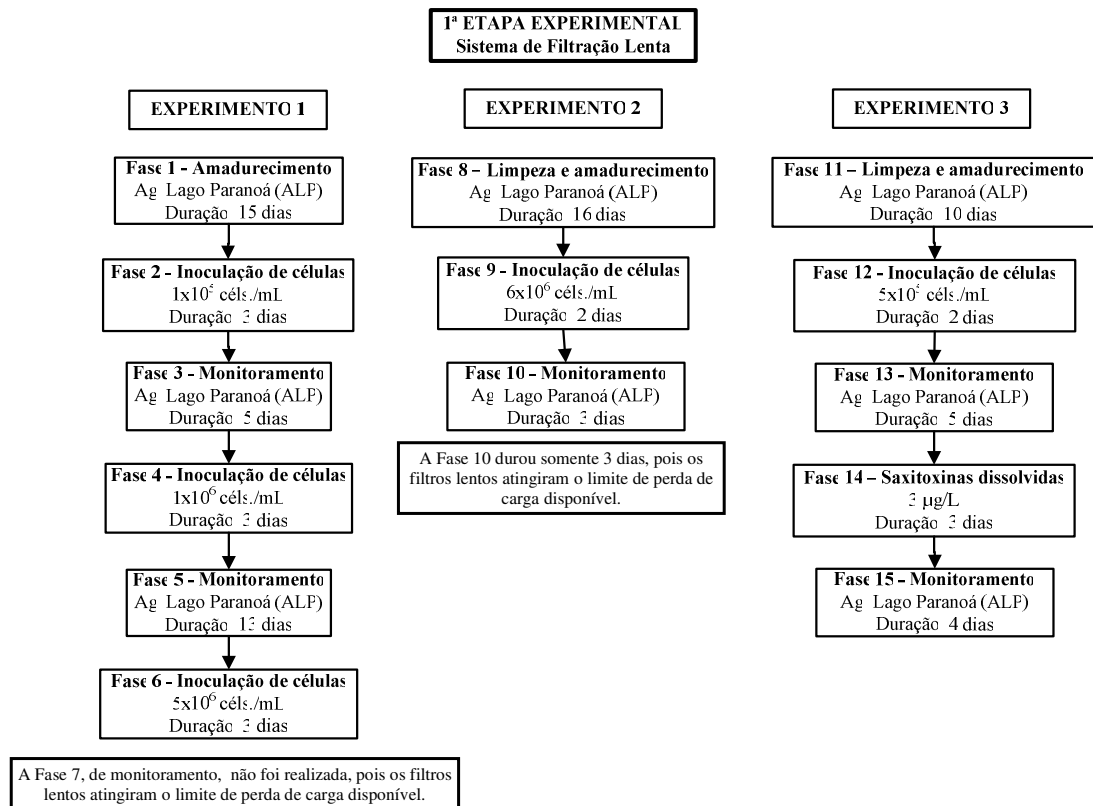 1ª ETAPA EXPERIMENTAL
Sistema de Filtração Lenta
EXPERIMENTO 1
Fase 1 - Amadurecimento
Ag Lago Paranoá (ALP)
Duração 15 dias
Fase 2 - Inoculação de células
1x10⁵ céls./mL
Duração 3 dias
Fase 3 - Monitoramento
Ag Lago Paranoá (ALP)
Duração 5 dias
Fase 4 - Inoculação de células
1x10⁶ céls./mL
Duração 3 dias
Fase 5 - Monitoramento
Ag Lago Paranoá (ALP)
Duração 13 dias
Fase 6 - Inoculação de células
5x10⁶ céls./mL
Duração 3 dias
A Fase 7, de monitoramento, não foi realizada, pois os filtros
lentos atingiram o limite de perda de carga disponível.
EXPERIMENTO 2
Fase 8 – Limpeza e amadurecimento
Ag Lago Paranoá (ALP)
Duração 16 dias
Fase 9 - Inoculação de células
6x10⁶ céls./mL
Duração 2 dias
Fase 10 - Monitoramento
Ag Lago Paranoá (ALP)
Duração 3 dias
A Fase 10 durou somente 3 dias, pois os
filtros lentos atingiram o limite de perda de
carga disponível.
EXPERIMENTO 3
Fase 11 – Limpeza e amadurecimento
Ag Lago Paranoá (ALP)
Duração 10 dias
Fase 12 - Inoculação de células
5x10⁵ céls./mL
Duração 2 dias
Fase 13 - Monitoramento
Ag Lago Paranoá (ALP)
Duração 5 dias
Fase 14 – Saxitoxinas dissolvidas
3 µg/L
Duração 3 dias
Fase 15 - Monitoramento
Ag Lago Paranoá (ALP)
Duração 4 dias